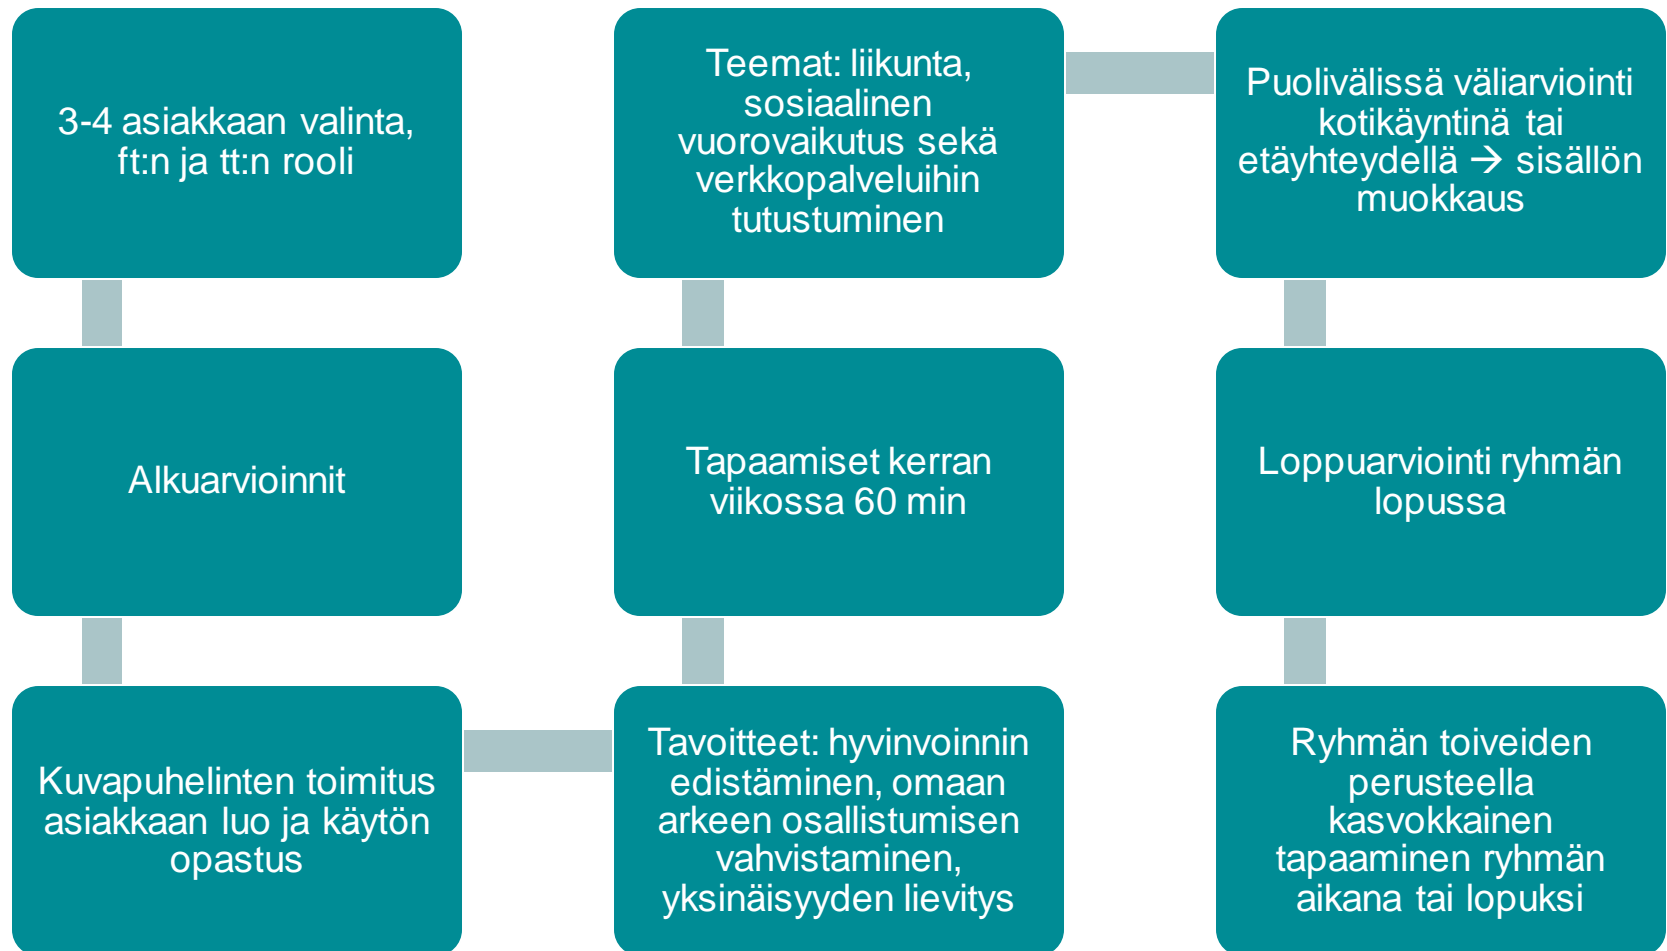 3-4 asiakkaan valinta,
ft:n ja tt:n rooli
Alkuarvioinnit
Kuvapuhelinten toimitus
asiakkaan luo ja käytön
opastus
Tavoitteet: hyvinvoinnin
edistäminen, omaan
arkeen osallistumisen
vahvistaminen,
yksinäisyyden lievitys
Tapaamiset kerran
viikossa 60 min
Teemat: liikunta,
sosiaalinen
vuorovaikutus sekä
verkkopalveluihin
tutustuminen
Puolivälissä väliarviointi
kotikäyntinä tai
etäyhteydellä → sisällön
muokkaus
Loppuarviointi ryhmän
lopussa
Ryhmän toiveiden
perusteella
kasvokkainen
tapaaminen ryhmän
aikana tai lopuksi